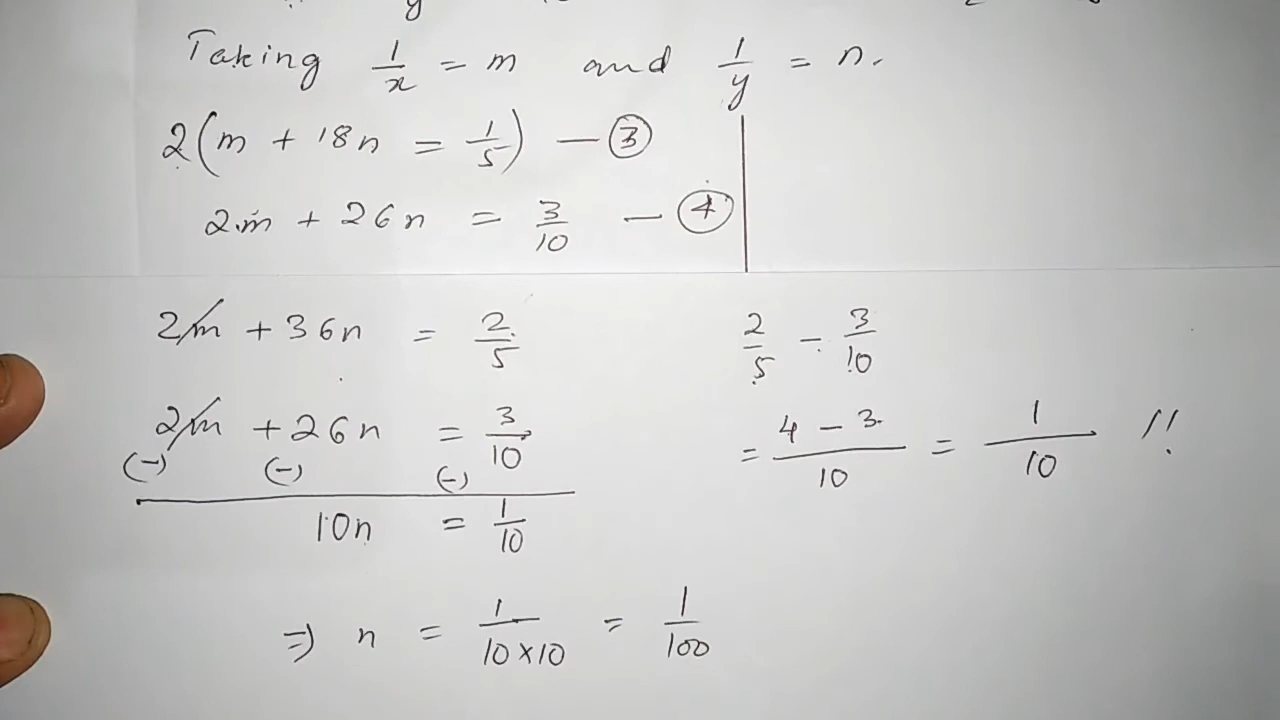 y
Taking 1/x = m and 1/y = n.
2(m + 18n = 1/5) — ③
2m + 26n = 3/10 — ④
2m + 36n = 2/5
2m + 26n = 3/10
(-) (-) (-)
10n = 1/10
⇒ n = 1/10×10 = 1/100
2/5 - 3/10
= 4 - 3/10 = 1/10 //